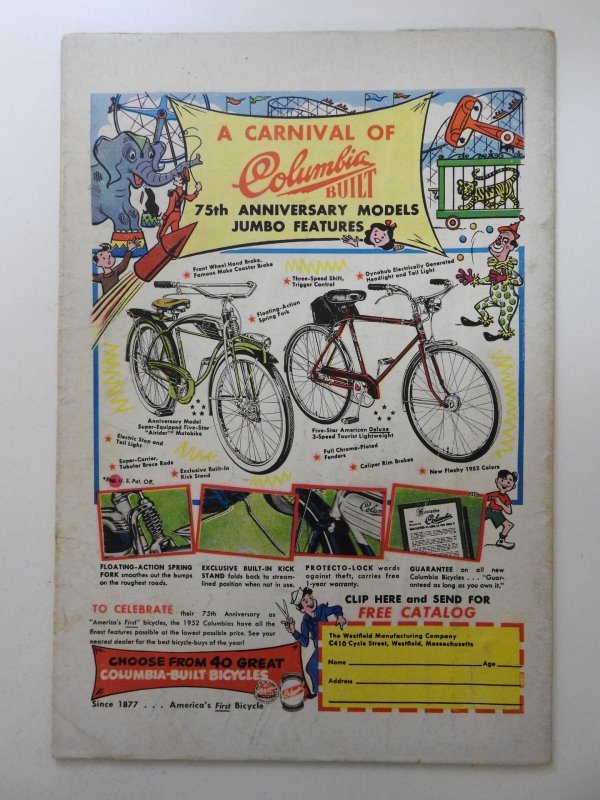 A CARNIVAL OF
Columbia
BUILT
75th ANNIVERSARY MODELS
JUMBO FEATURES
Front Wheel Hand Brake,
Famous Make Coaster Brake
Three-Speed Shift,
Trigger Control
Dynohub Electrically Generated
Headlight and Tail Light
Floating-Action
Spring Fork
Anniversary Model
Super-Equipped Five-Star
"Airider" Motobike
Five-Star American Deluxe
3-Speed Tourist Lightweight
Electric Stop and
Tail Light
Full Chrome-Plated
Fenders
Super-Carrier,
Tubular Brace Rods
Exclusive Built-In
Kick Stand
Caliper Rim Brakes
New Flashy 1952 Colors
*Reg. U. S. Pat. Off.
Columbia
Columbia
FLOATING-ACTION SPRING
FORK smoothes out the bumps
on the roughest roads.
EXCLUSIVE BUILT-IN KICK
STAND folds back to stream-
lined position when not in use.
PROTECTO-LOCK wards
against theft, carries free
1-year warranty.
GUARANTEE on all new
Columbia Bicycles . . . "Guar-
anteed as long as you own it."
TO CELEBRATE their 75th Anniversary as
"America's First" bicycles, the 1952 Columbias have all the
finest features possible at the lowest possible price. See your
nearest dealer for the best bicycle-buys of the year!
CHOOSE FROM 40 GREAT
COLUMBIA-BUILT BICYCLES
Since 1877 . . . America's First Bicycle
CLIP HERE and SEND FOR
FREE CATALOG
The Westfield Manufacturing Company
C410 Cycle Street, Westfield, Massachusetts
Name
Age
Address